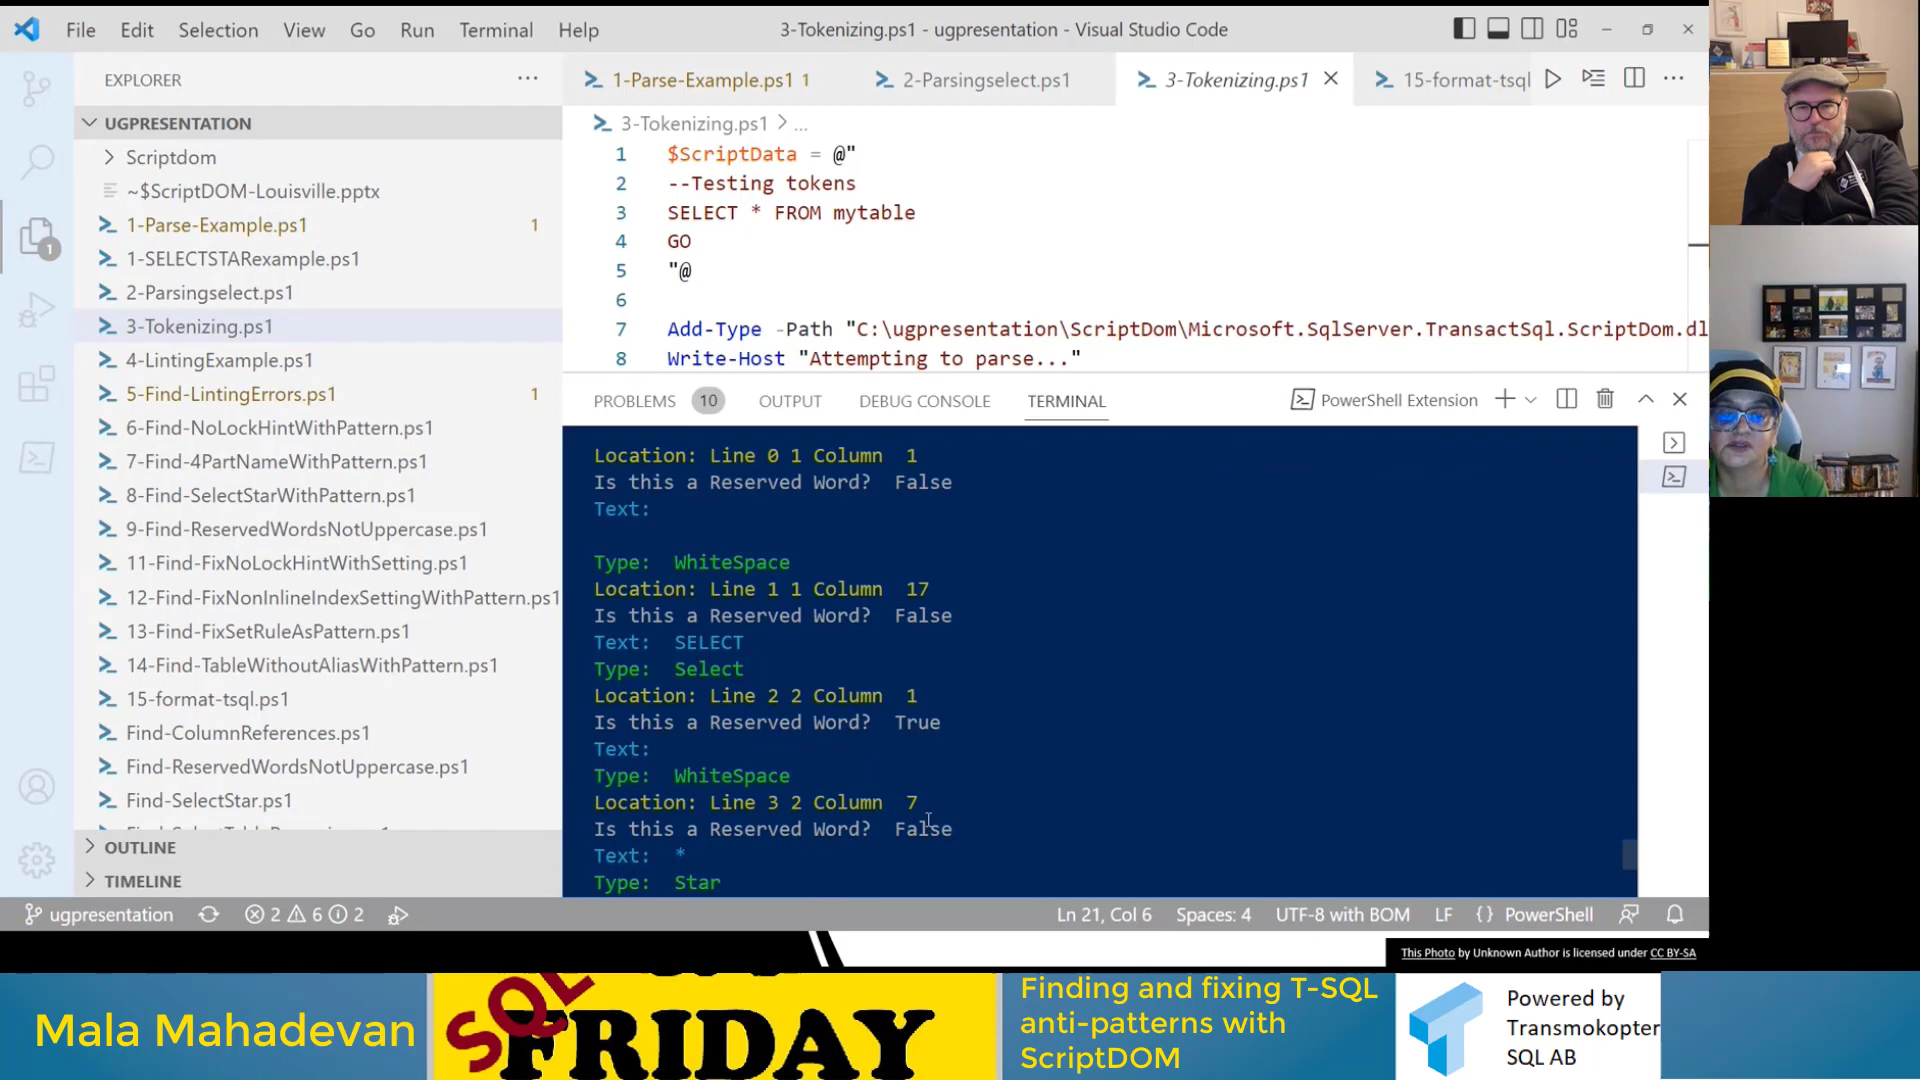 File Edit Selection View Go Run Terminal Help
3-Tokenizing.ps1 - ugpresentation - Visual Studio Code
EXPLORER
UGPRESENTATION
Scriptdom
~$ScriptDOM-Louisville.pptx
1-Parse-Example.ps1 1
1-SELECTSTARexample.ps1
2-Parsingselect.ps1
3-Tokenizing.ps1
4-LintingExample.ps1
5-Find-LintingErrors.ps1 1
6-Find-NoLockHintWithPattern.ps1
7-Find-4PartNameWithPattern.ps1
8-Find-SelectStarWithPattern.ps1
9-Find-ReservedWordsNotUppercase.ps1
11-Find-FixNoLockHintWithSetting.ps1
12-Find-FixNonInlineIndexSettingWithPattern.ps1
13-Find-FixSetRuleAsPattern.ps1
14-Find-TableWithoutAliasWithPattern.ps1
15-format-tsql.ps1
Find-ColumnReferences.ps1
Find-ReservedWordsNotUppercase.ps1
Find-SelectStar.ps1
OUTLINE
TIMELINE
1
1-Parse-Example.ps1 1
2-Parsingselect.ps1
3-Tokenizing.ps1
15-format-tsql
3-Tokenizing.ps1 > ...
1 $ScriptData = @"
2 --Testing tokens
3 SELECT * FROM mytable
4 GO
5 "@
6
7 Add-Type -Path "C:\ugpresentation\ScriptDom\Microsoft.SqlServer.TransactSql.ScriptDom.dl
8 Write-Host "Attempting to parse..."
PROBLEMS 10 OUTPUT DEBUG CONSOLE TERMINAL
PowerShell Extension
Location: Line 0 1 Column 1
Is this a Reserved Word? False
Text:
Type: WhiteSpace
Location: Line 1 1 Column 17
Is this a Reserved Word? False
Text: SELECT
Type: Select
Location: Line 2 2 Column 1
Is this a Reserved Word? True
Text:
Type: WhiteSpace
Location: Line 3 2 Column 7
Is this a Reserved Word? False
Text: *
Type: Star
ugpresentation 2 6 2
Ln 21, Col 6 Spaces: 4 UTF-8 with BOM LF {} PowerShell
This Photo by Unknown Author is licensed under CC BY-SA
Mala Mahadevan
SQL
FRIDAY
Finding and fixing T-SQL
anti-patterns with
ScriptDOM
Powered by
Transmokopter
SQL AB